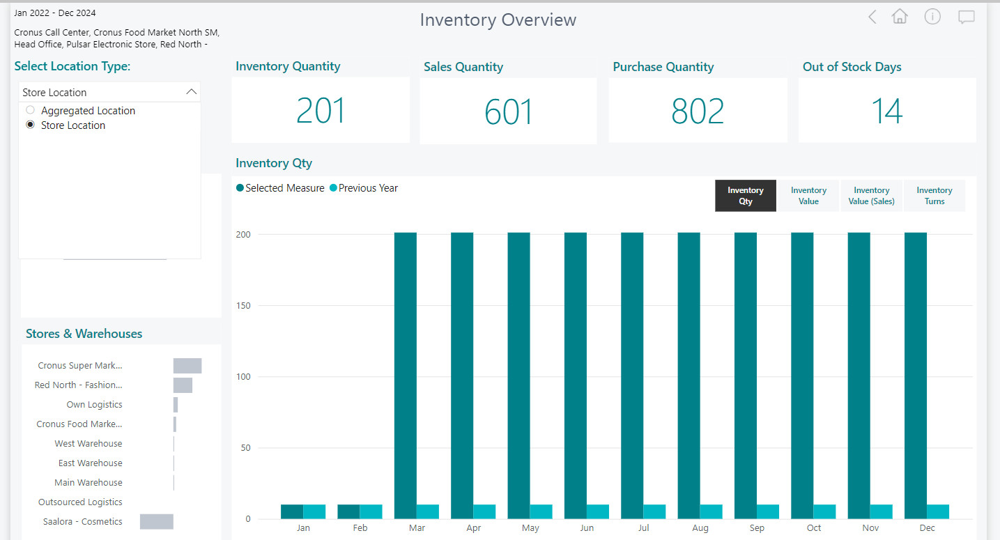 Jan 2022 - Dec 2024
Inventory Overview
Cronus Call Center, Cronus Food Market North SM,
Head Office, Pulsar Electronic Store, Red North -
Select Location Type:
Store Location
Aggregated Location
Store Location
Inventory Quantity
201
Sales Quantity
601
Purchase Quantity
802
Out of Stock Days
14
Inventory Qty
Selected Measure
Previous Year
Inventory
Qty
Inventory
Value
Inventory
Value (Sales)
Inventory
Turns
200
150
100
50
0
Jan
Feb
Mar
Apr
May
Jun
Jul
Aug
Sep
Oct
Nov
Dec
Stores & Warehouses
Cronus Super Mark...
Red North - Fashion...
Own Logistics
Cronus Food Marke...
West Warehouse
East Warehouse
Main Warehouse
Outsourced Logistics
Saalora - Cosmetics